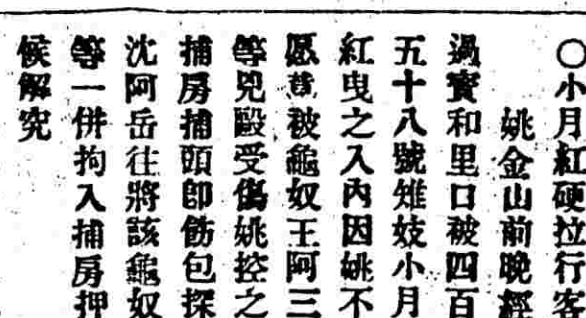 〇小月紅硬拉行客
姚金山前晚經
過寶和里口被四百
五十八號雉妓小月
紅曳之入內因姚不
愿昔被龜奴王阿三
等兇毆受傷姚控之
捕房捕頭卽飭包探
沈阿岳往將該龜奴
等一併拘入捕房押
候解究